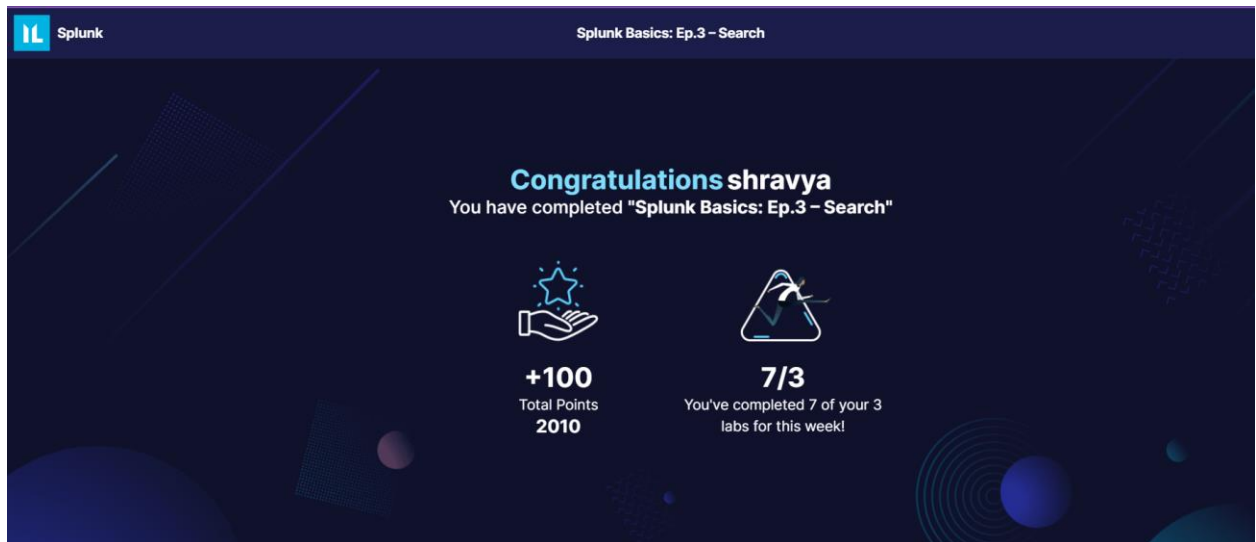 IL Splunk
Splunk Basics: Ep.3 – Search
Congratulations shravya
You have completed "Splunk Basics: Ep.3 – Search"
+100
Total Points
2010
7/3
You've completed 7 of your 3
labs for this week!